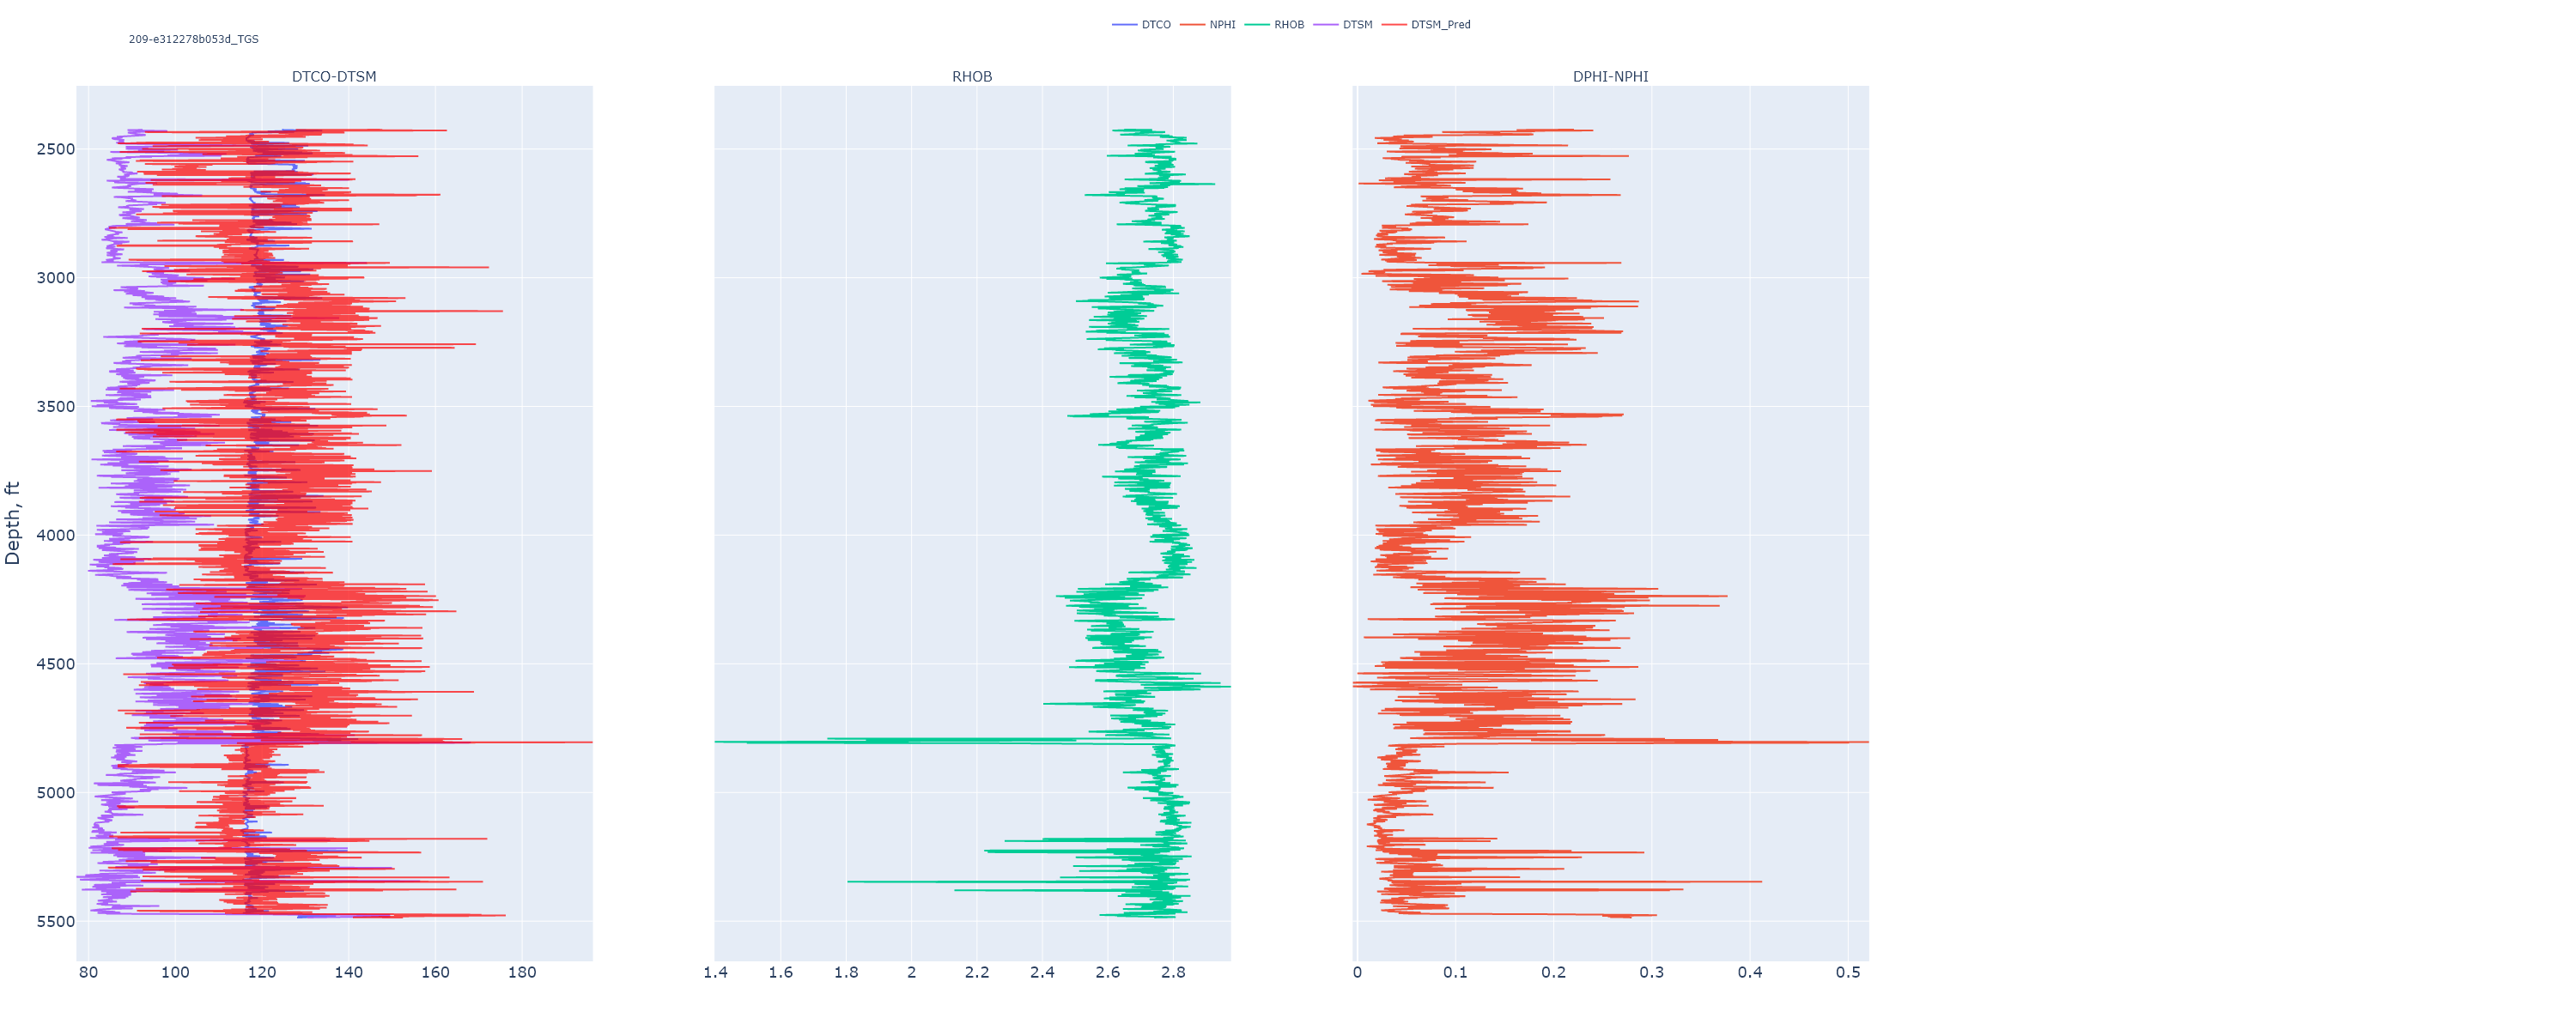 DTCO NPHI RHOB DTSM DTSM_Pred
209-e312278b053d_TGS
DTCO-DTSM RHOB DPHI-NPHI
Depth, ft
2500
3000
3500
4000
4500
5000
5500
80 100 120 140 160 180
1.4 1.6 1.8 2 2.2 2.4 2.6 2.8
0 0.1 0.2 0.3 0.4 0.5